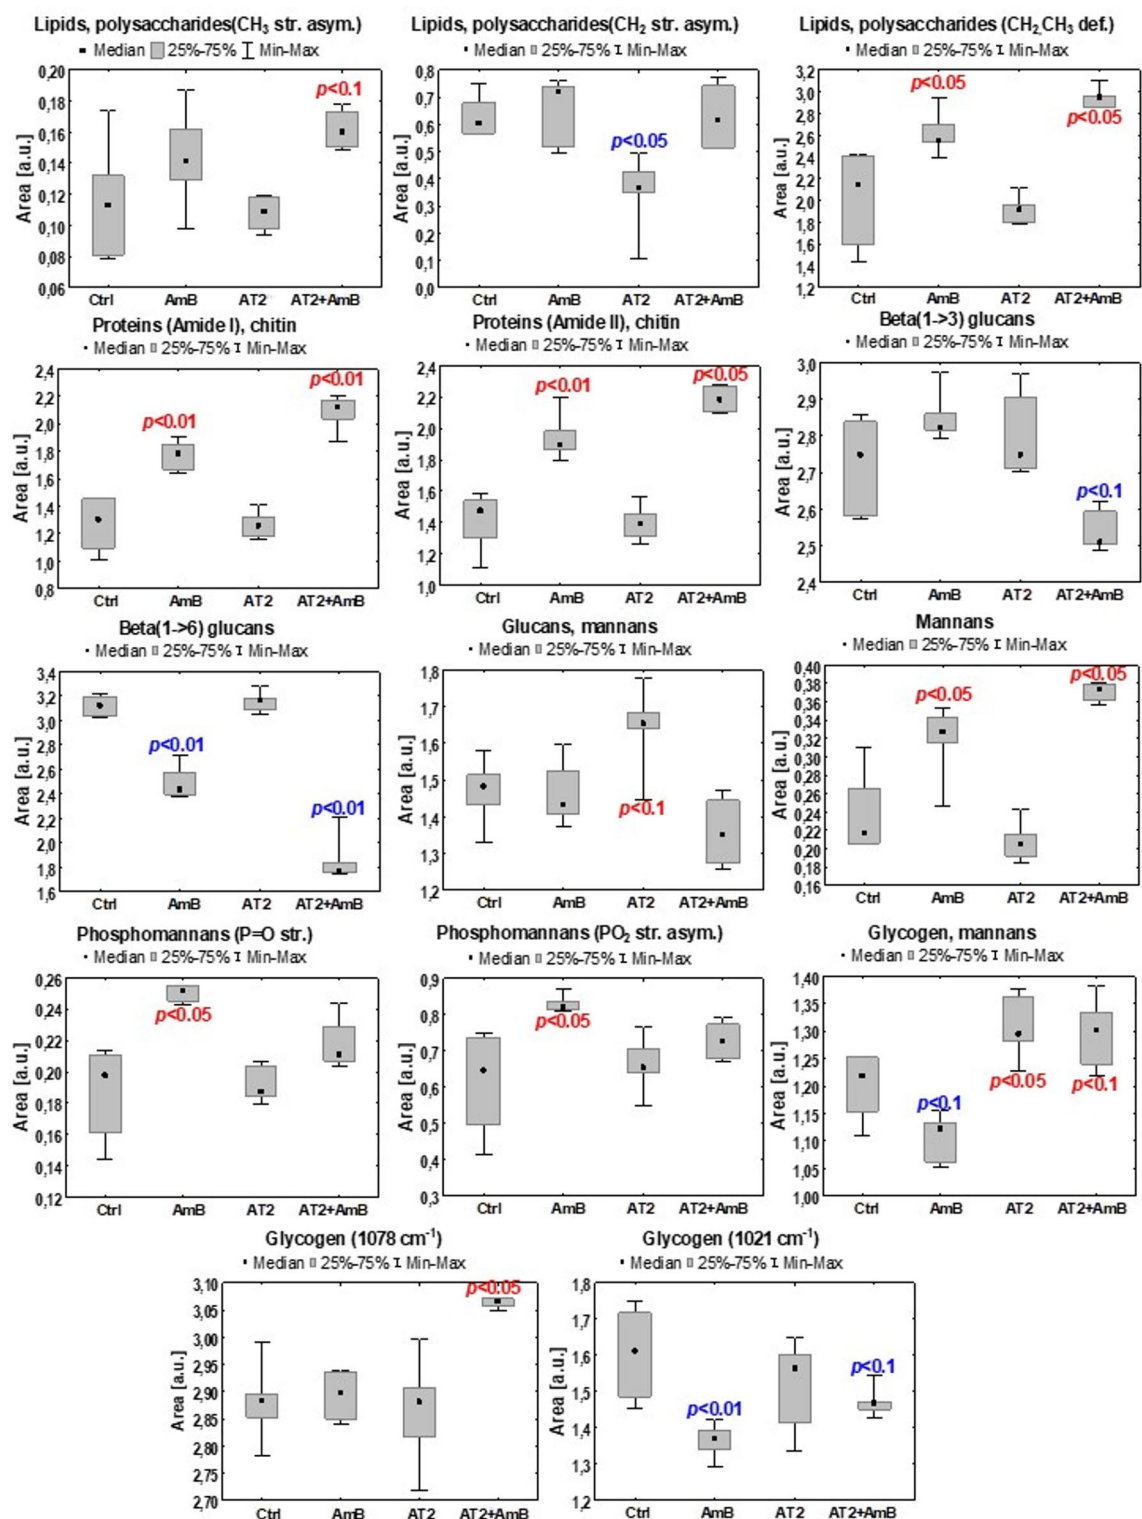 Lipids, polysaccharides(CH₃ str. asym.)
Median 25%-75% Min-Max
Area [a.u.]
0,20
0,18
0,16
0,14
0,12
0,10
0,08
0,06
p<0.1
Ctrl AmB AT2 AT2+AmB
Lipids, polysaccharides(CH₂ str. asym.)
Median 25%-75% Min-Max
Area [a.u.]
0,8
0,7
0,6
0,5
0,4
0,3
0,2
0,1
0,0
p<0.05
Ctrl AmB AT2 AT2+AmB
Lipids, polysaccharides (CH₂,CH₃ def.)
Median 25%-75% Min-Max
Area [a.u.]
3,2
3,0
2,8
2,6
2,4
2,2
2,0
1,8
1,6
1,4
1,2
p<0.05
p<0.05
Ctrl AmB AT2 AT2+AmB
Proteins (Amide I), chitin
Median 25%-75% Min-Max
Area [a.u.]
2,4
2,2
2,0
1,8
1,6
1,4
1,2
1,0
0,8
p<0.01
p<0.01
Ctrl AmB AT2 AT2+AmB
Proteins (Amide II), chitin
Median 25%-75% Min-Max
Area [a.u.]
2,4
2,2
2,0
1,8
1,6
1,4
1,2
1,0
p<0.01
p<0.05
Ctrl AmB AT2 AT2+AmB
Beta(1->3) glucans
Median 25%-75% Min-Max
Area [a.u.]
3,0
2,9
2,8
2,7
2,6
2,5
2,4
p<0.1
Ctrl AmB AT2 AT2+AmB
Beta(1->6) glucans
Median 25%-75% Min-Max
Area [a.u.]
3,4
3,2
3,0
2,8
2,6
2,4
2,2
2,0
1,8
1,6
p<0.01
p<0.01
Ctrl AmB AT2 AT2+AmB
Glucans, mannans
Median 25%-75% Min-Max
Area [a.u.]
1,8
1,7
1,6
1,5
1,4
1,3
1,2
p<0.1
Ctrl AmB AT2 AT2+AmB
Mannans
Median 25%-75% Min-Max
Area [a.u.]
0,40
0,38
0,36
0,34
0,32
0,30
0,28
0,26
0,24
0,22
0,20
0,18
0,16
p<0.05
p<0.05
Ctrl AmB AT2 AT2+AmB
Phosphomannans (P=O str.)
Median 25%-75% Min-Max
Area [a.u.]
0,26
0,24
0,22
0,20
0,18
0,16
0,14
0,12
p<0.05
Ctrl AmB AT2 AT2+AmB
Phosphomannans (PO₂ str. asym.)
Median 25%-75% Min-Max
Area [a.u.]
0,9
0,8
0,7
0,6
0,5
0,4
0,3
p<0.05
Ctrl AmB AT2 AT2+AmB
Glycogen, mannans
Median 25%-75% Min-Max
Area [a.u.]
1,40
1,35
1,30
1,25
1,20
1,15
1,10
1,05
1,00
p<0.1
p<0.05
p<0.1
Ctrl AmB AT2 AT2+AmB
Glycogen (1078 cm⁻¹)
Median 25%-75% Min-Max
Area [a.u.]
3,10
3,05
3,00
2,95
2,90
2,85
2,80
2,75
2,70
p<0.05
Ctrl AmB AT2 AT2+AmB
Glycogen (1021 cm⁻¹)
Median 25%-75% Min-Max
Area [a.u.]
1,8
1,7
1,6
1,5
1,4
1,3
1,2
p<0.01
p<0.1
Ctrl AmB AT2 AT2+AmB